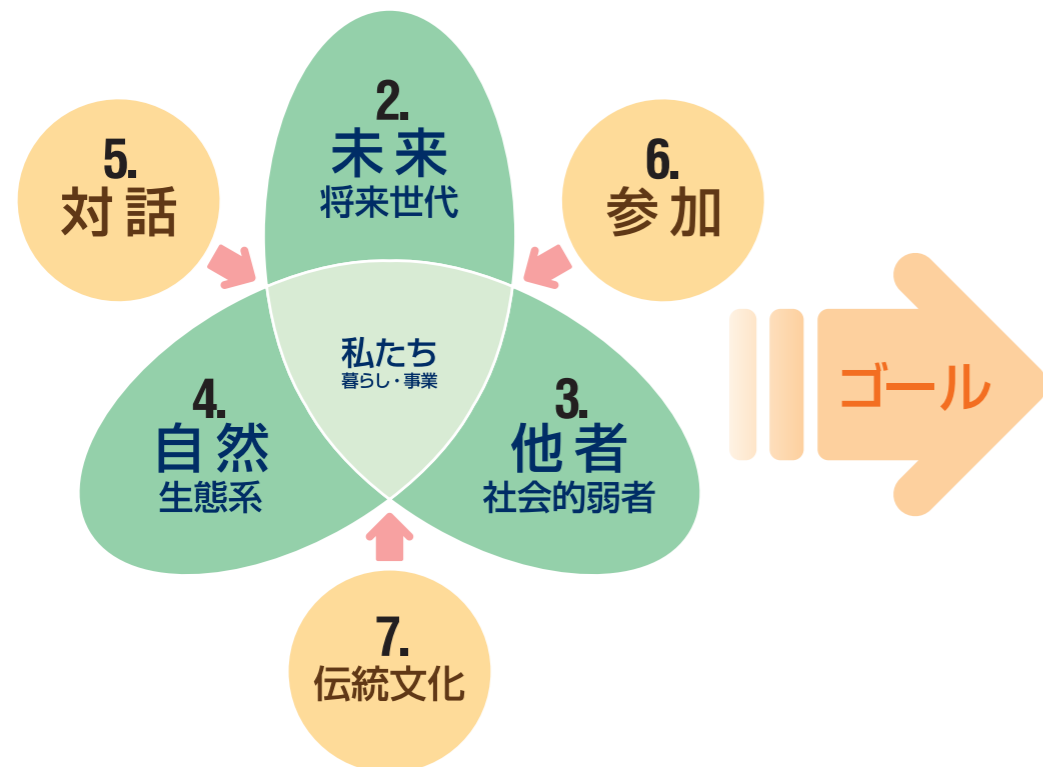 2.
未来
将来世代
5.
対話
6.
参加
私たち
暮らし・事業
4.
自然
生態系
3.
他者
社会的弱者
ゴール
7.
伝統文化